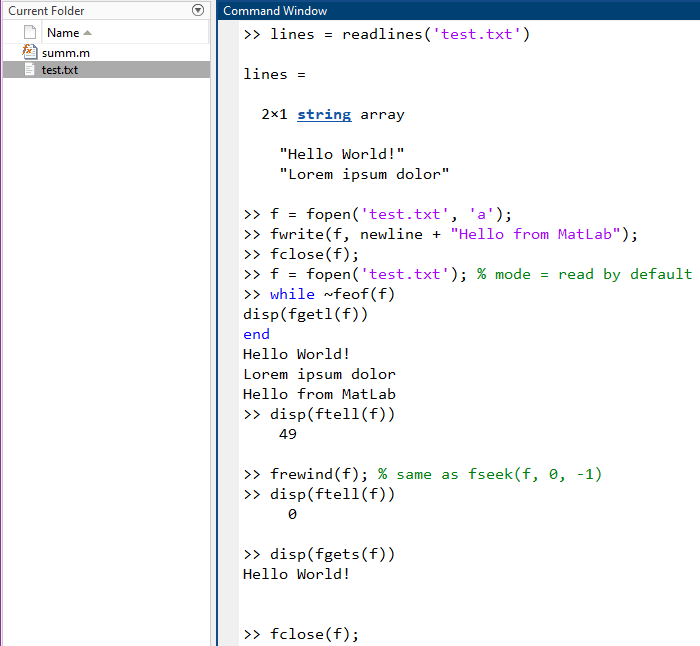 Current Folder
Name
summ.m
test.txt
Command Window
>> lines = readlines('test.txt')
lines =
2×1 string array
"Hello World!"
"Lorem ipsum dolor"
>> f = fopen('test.txt', 'a');
>> fwrite(f, newline + "Hello from MatLab");
>> fclose(f);
>> f = fopen('test.txt'); % mode = read by default
>> while ~feof(f)
disp(fgetl(f))
end
Hello World!
Lorem ipsum dolor
Hello from MatLab
>> disp(ftell(f))
49
>> frewind(f); % same as fseek(f, 0, -1)
>> disp(ftell(f))
0
>> disp(fgets(f))
Hello World!
>> fclose(f);